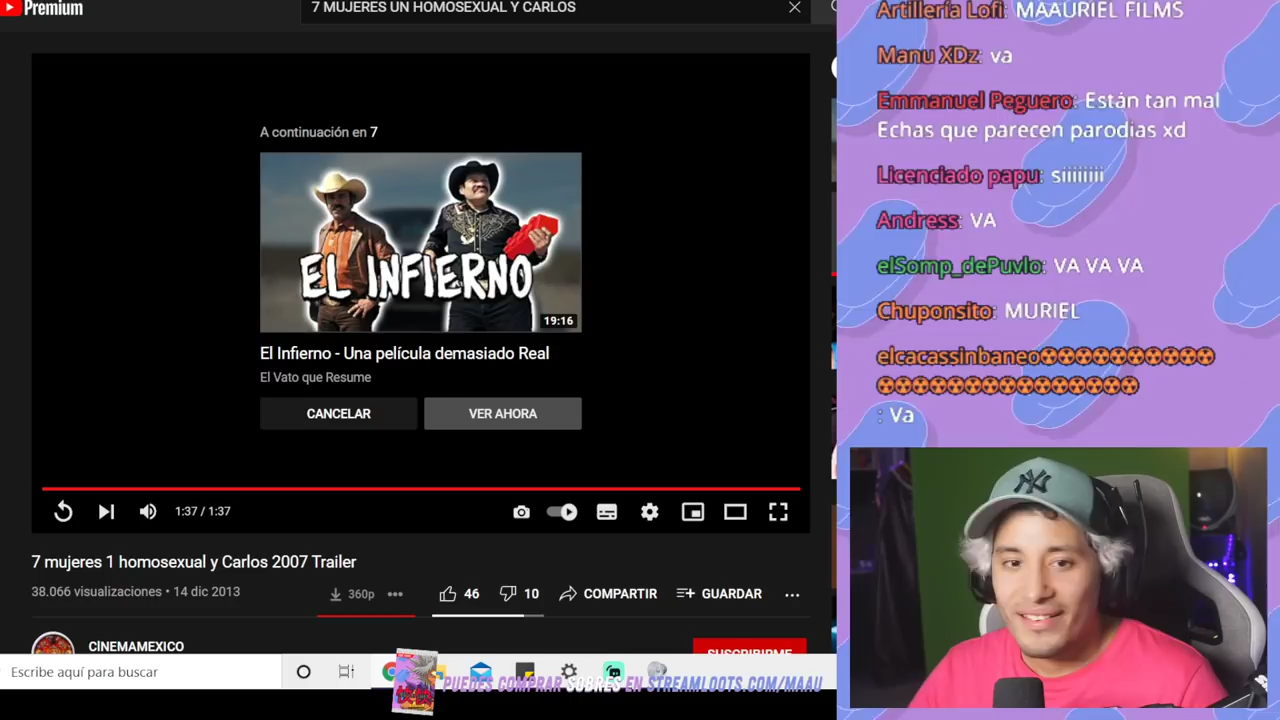 Premium
7 MUJERES UN HOMOSEXUAL Y CARLOS
A continuación en 7
EL INFIERNO
19:16
El Infierno - Una película demasiado Real
El Vato que Resume
CANCELAR
VER AHORA
1:37 / 1:37
7 mujeres 1 homosexual y Carlos 2007 Trailer
38.066 visualizaciones • 14 dic 2013
360p
46
10
COMPARTIR
GUARDAR
CÍNEMAMEXICO
SUSCRIBIRME
Escribe aquí para buscar
PUEDES COMPRAR SOBRES EN STREAMLOOTS.COM/MAAU
Artillería Lofi: MAAURIEL FILMS
Manu XDz: va
Emmanuel Peguero: Están tan mal
Echas que parecen parodias xd
Licenciado papu: siiiiiiii
Andress: VA
elSomp_dePuvlo: VA VA VA
Chuponsito: MURIEL
elcacassinbaneo
: Va
NY